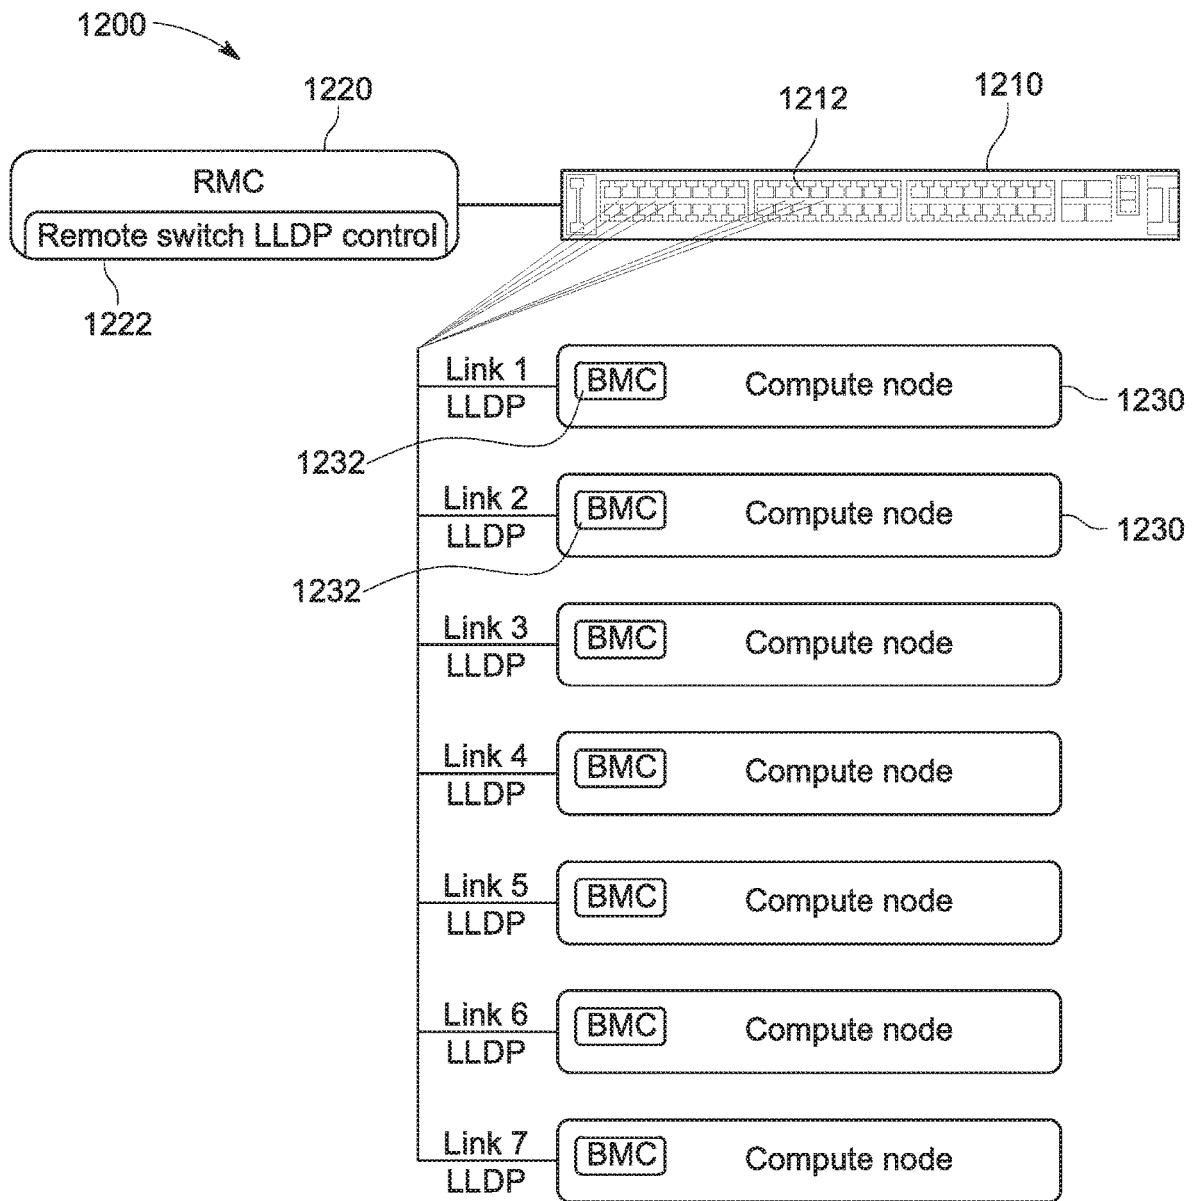 1200
1220
1212
1210
RMC
Remote switch LLDP control
1222
Link 1
LLDP
BMC
Compute node
1230
1232
Link 2
LLDP
BMC
Compute node
1230
1232
Link 3
LLDP
BMC
Compute node
Link 4
LLDP
BMC
Compute node
Link 5
LLDP
BMC
Compute node
Link 6
LLDP
BMC
Compute node
Link 7
LLDP
BMC
Compute node